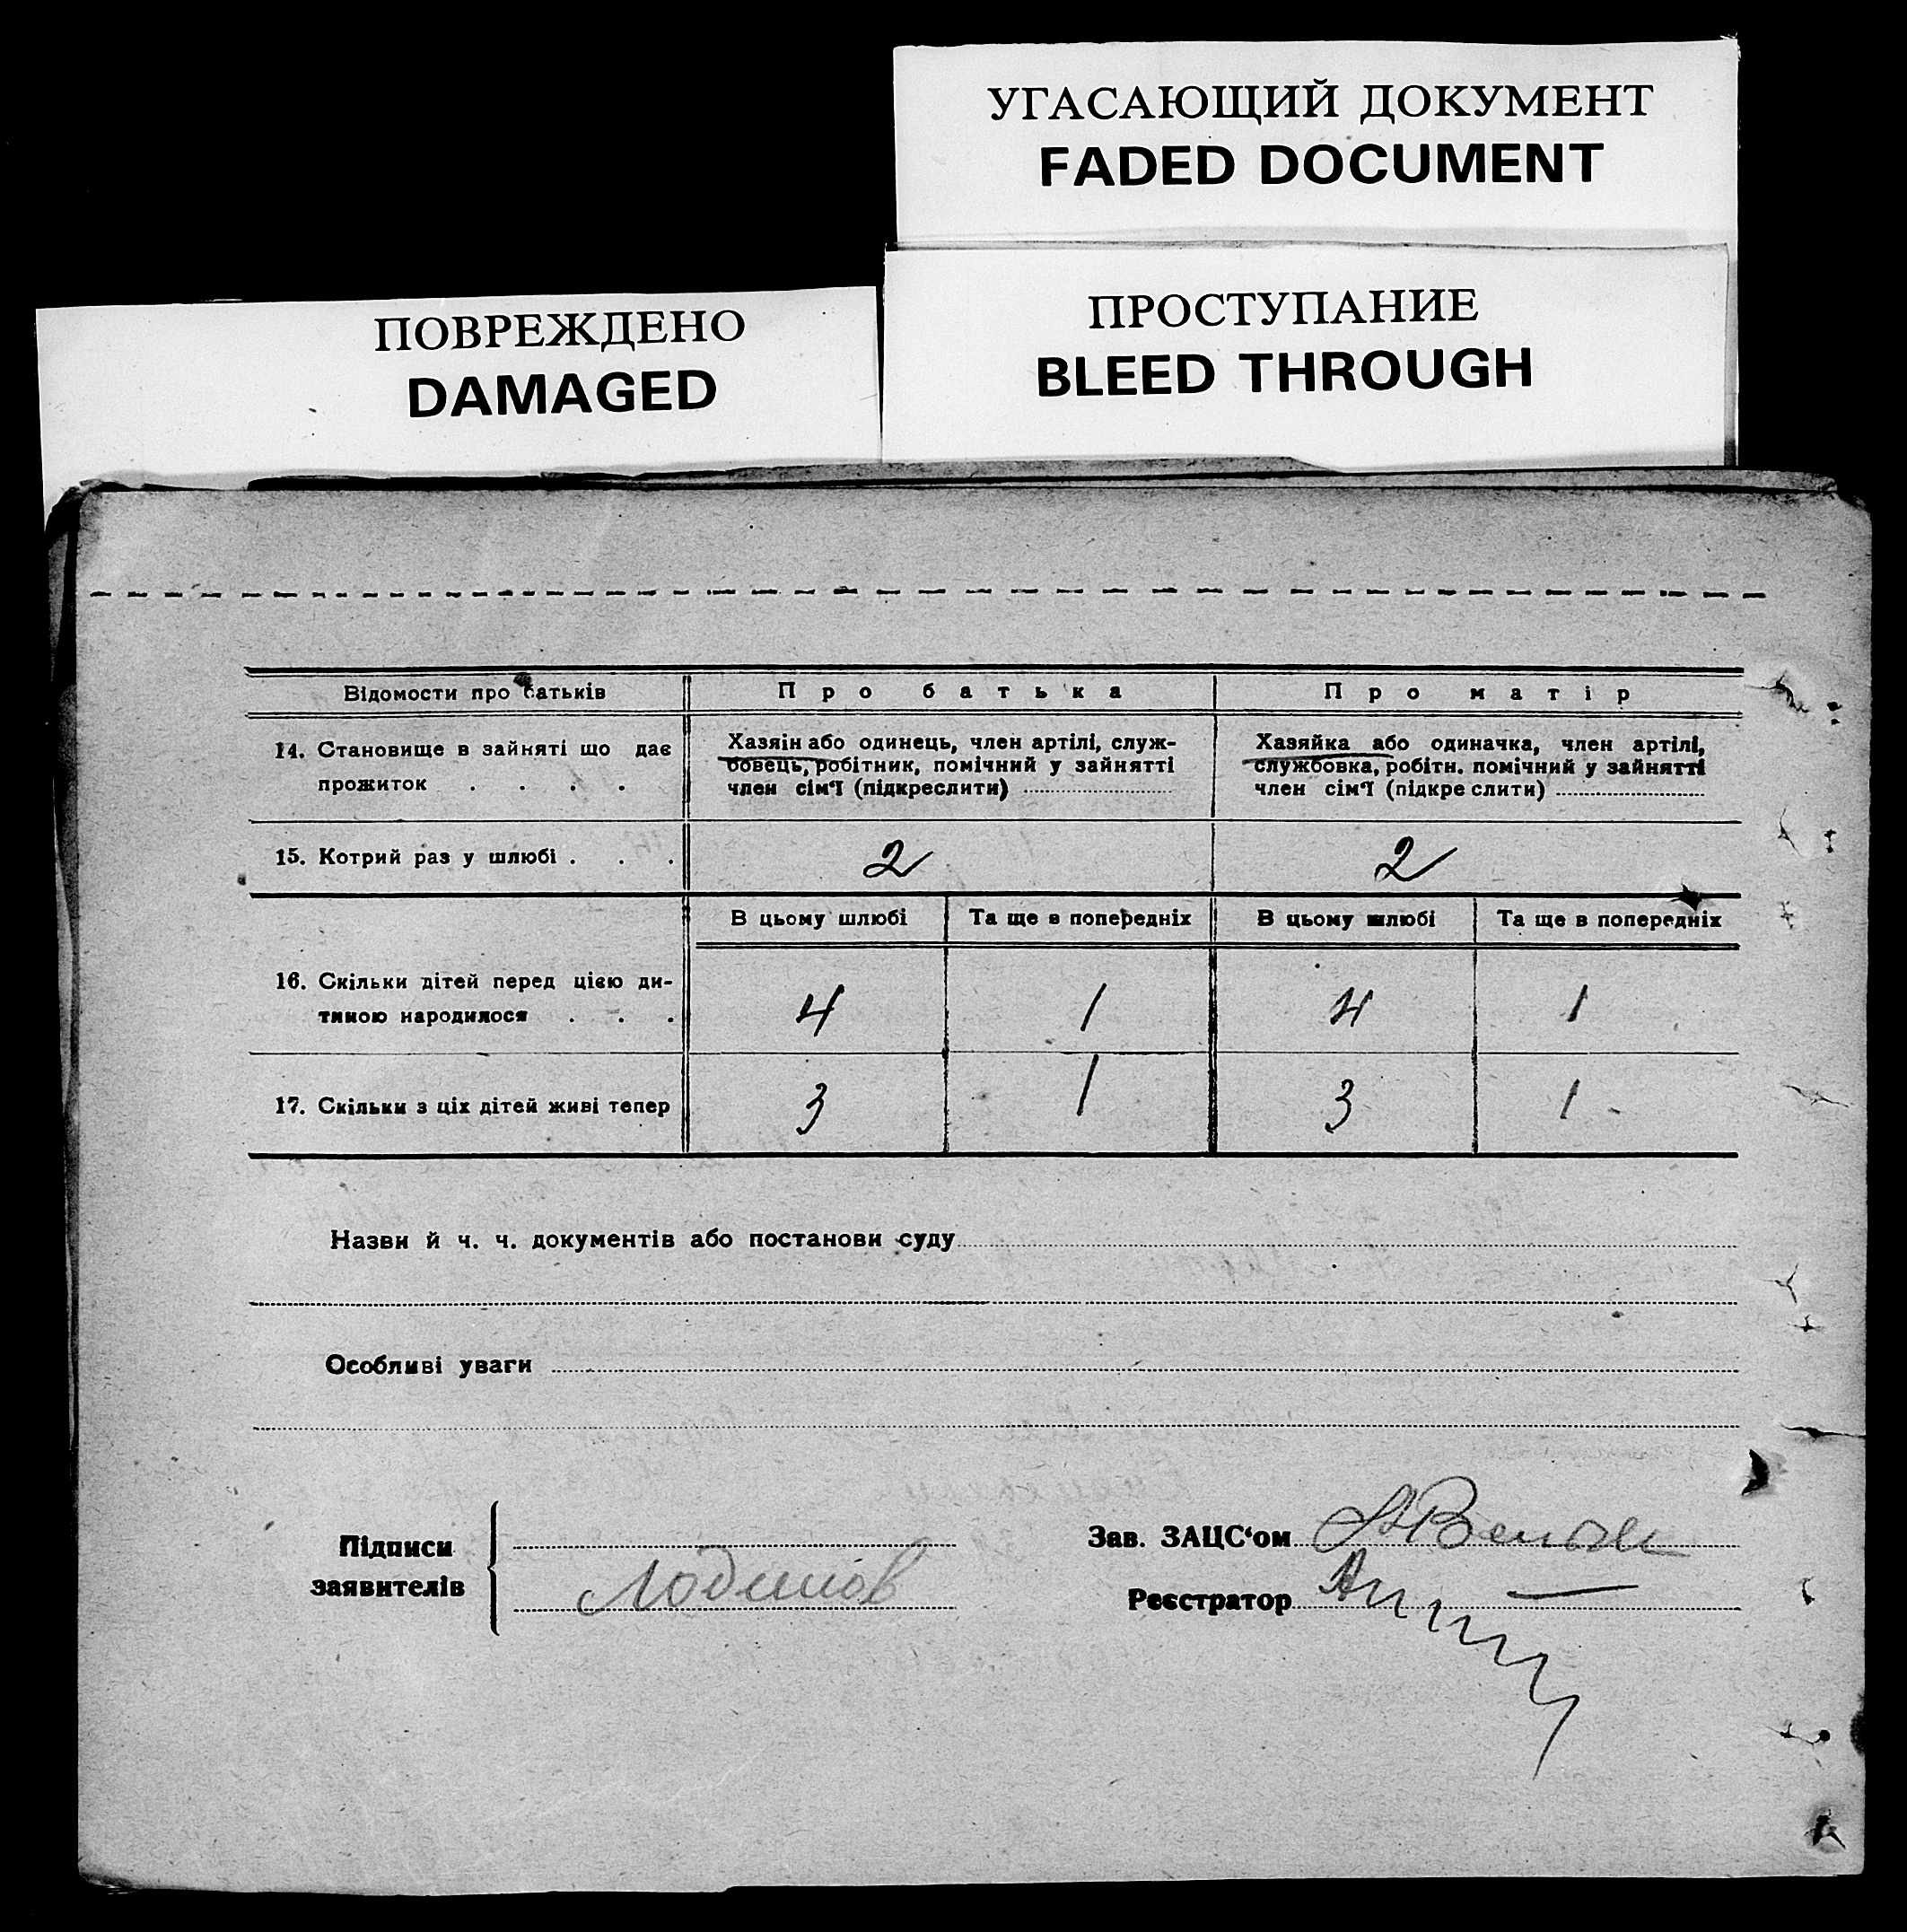 УГАСАЮЩИЙ ДОКУМЕНТ
FADED DOCUMENT
ПРОСТУПАНИЕ
BLEED THROUGH
ПОВРЕЖДЕНО
DAMAGED
Відомости про батьків
Про батька
Про матір
14. Становище в зайняті що дає
прожиток . . . .
Хазяін або одинець, член артілі, служ-
бовець, робітник, помічний у зайнятті
член сім'ї (підкреслити)
Хазяйка або одиначка, член артілі,
службовка, робітн. помічний у зайнятті
член сім'ї (підкреслити)
15. Котрий раз у шлюбі . . .
2
2
В цьому шлюбі
Та ще в попередніх
В цьому шлюбі
Та ще в попередніх
16. Скільки дітей перед цією ди-
тиною народилося . . .
4
1
4
1
17. Скільки з ціх дітей живі тепер
3
1
3
1
Назви й ч. ч. документів або постанови суду
Особливі уваги
Підписи
заявителів
Зав. ЗАЦС'ом
Реєстратор